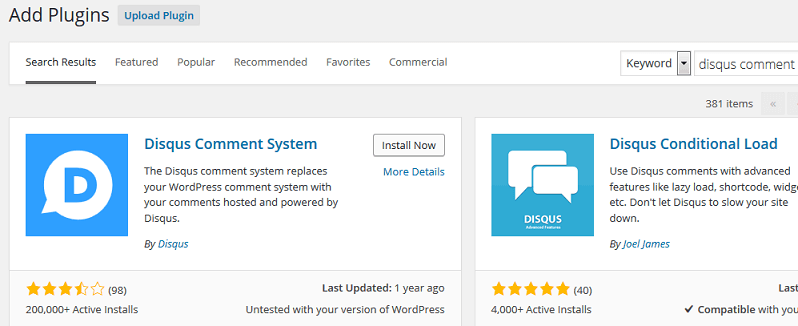 Add Plugins Upload Plugin
Search Results Featured Popular Recommended Favorites Commercial Keyword disqus comment
381 items «
Disqus Comment System
Install Now
More Details
The Disqus comment system replaces
your WordPress comment system with
your comments hosted and powered by
Disqus.
By Disqus
(98)
200,000+ Active Installs
Last Updated: 1 year ago
Untested with your version of WordPress
D
Disqus Conditional Load
Use Disqus comments with advanced
features like lazy load, shortcode, widg
etc. Don't let Disqus to slow your site
down.
By Joel James
DISQUS
Advanced Features
(40)
4,000+ Active Installs
Last
Compatible with you